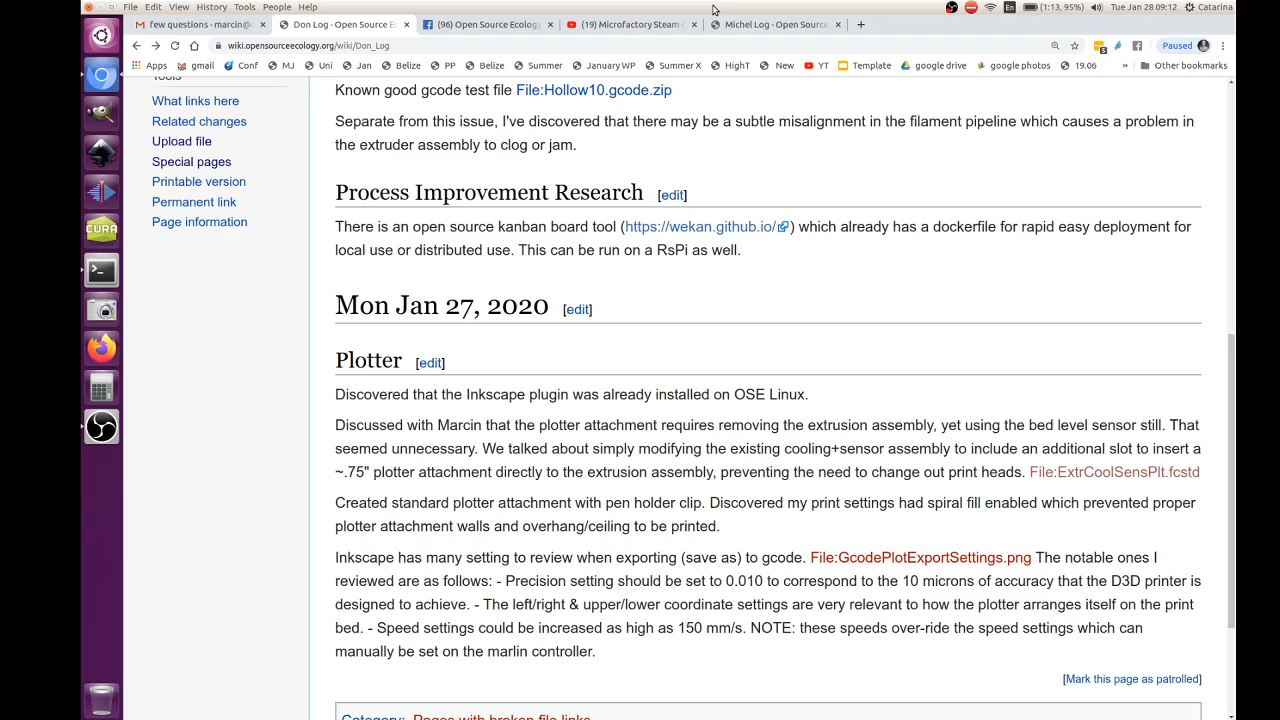 File Edit View History Bookmarks Tools People Help
En (1:13, 95%) Tue Jan 28 09:12 Catarina
few questions - marcin@ Don Log - Open Source E (96) Open Source Ecology (19) Microfactory Steam C Michel Log - Open Source
wiki.opensourceecology.org/wiki/Don_Log Paused
Apps gmail Conf MJ Uni Jan Belize PP Belize Summer January WP Summer X HighT New YT Template google drive google photos 19.06 » Other bookmarks
Tools
What links here
Related changes
Upload file
Special pages
Printable version
Permanent link
Page information
Known good gcode test file File:Hollow10.gcode.zip
Separate from this issue, I've discovered that there may be a subtle misalignment in the filament pipeline which causes a problem in
the extruder assembly to clog or jam.
Process Improvement Research [edit]
There is an open source kanban board tool (https://wekan.github.io/) which already has a dockerfile for rapid easy deployment for
local use or distributed use. This can be run on a RsPi as well.
Mon Jan 27, 2020 [edit]
Plotter [edit]
Discovered that the Inkscape plugin was already installed on OSE Linux.
Discussed with Marcin that the plotter attachment requires removing the extrusion assembly, yet using the bed level sensor still. That
seemed unnecessary. We talked about simply modifying the existing cooling+sensor assembly to include an additional slot to insert a
~.75" plotter attachment directly to the extrusion assembly, preventing the need to change out print heads. File:ExtrCoolSensPlt.fcstd
Created standard plotter attachment with pen holder clip. Discovered my print settings had spiral fill enabled which prevented proper
plotter attachment walls and overhang/ceiling to be printed.
Inkscape has many setting to review when exporting (save as) to gcode. File:GcodePlotExportSettings.png The notable ones I
reviewed are as follows: - Precision setting should be set to 0.010 to correspond to the 10 microns of accuracy that the D3D printer is
designed to achieve. - The left/right & upper/lower coordinate settings are very relevant to how the plotter arranges itself on the print
bed. - Speed settings could be increased as high as 150 mm/s. NOTE: these speeds over-ride the speed settings which can
manually be set on the marlin controller.
[Mark this page as patrolled]
Category: Pages with broken file links
CURA